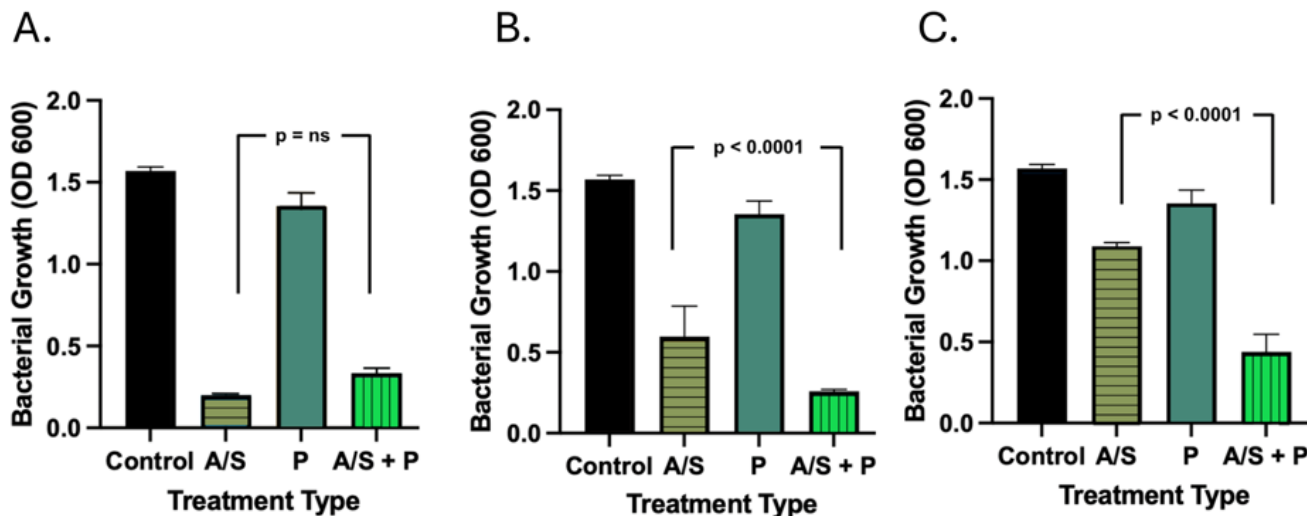 A.
Bacterial Growth (OD 600)
2.0
1.5
1.0
0.5
0.0
p = ns
Control A/S P A/S + P
Treatment Type
B.
Bacterial Growth (OD 600)
2.0
1.5
1.0
0.5
0.0
p < 0.0001
Control A/S P A/S + P
Treatment Type
C.
Bacterial Growth (OD 600)
2.0
1.5
1.0
0.5
0.0
p < 0.0001
Control A/S P A/S + P
Treatment Type